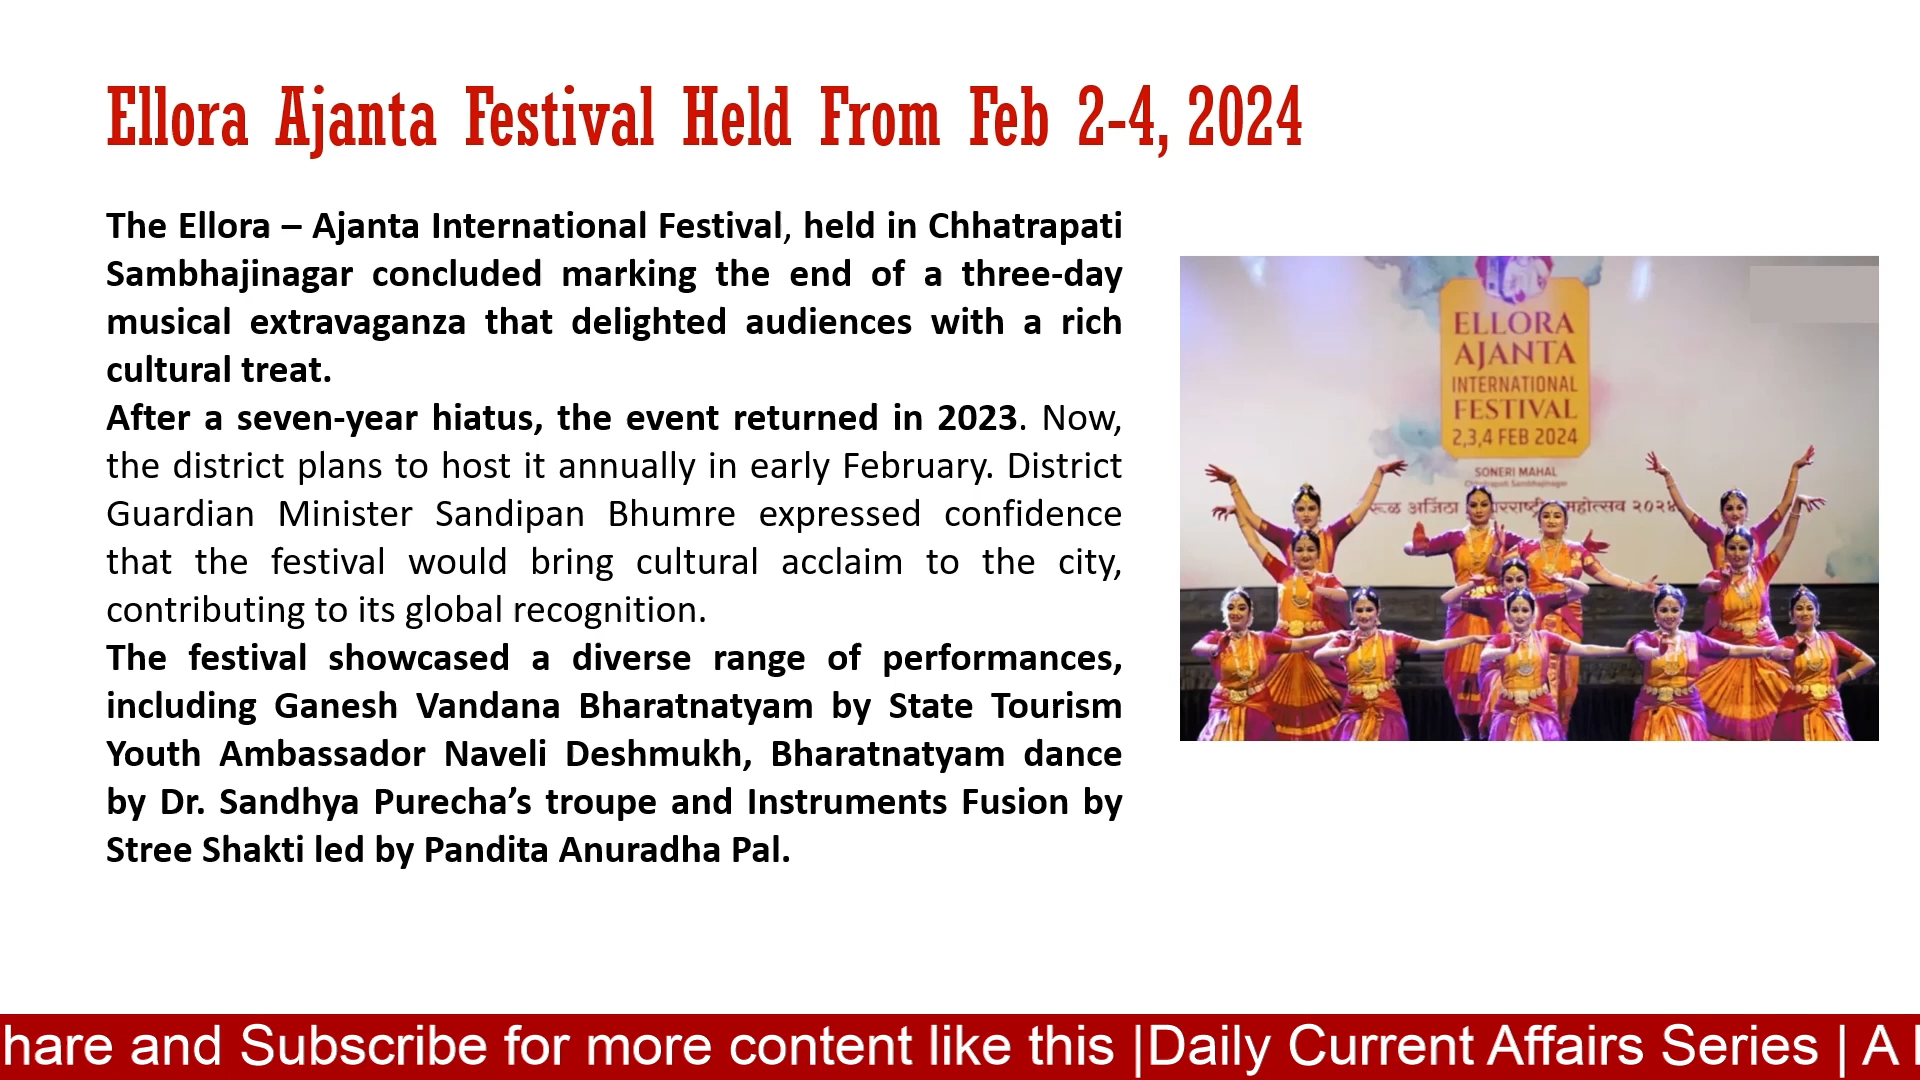 Ellora Ajanta Festival Held From Feb 2-4, 2024
The Ellora – Ajanta International Festival, held in Chhatrapati
Sambhajinagar concluded marking the end of a three-day
musical extravaganza that delighted audiences with a rich
cultural treat.
After a seven-year hiatus, the event returned in 2023. Now,
the district plans to host it annually in early February. District
Guardian Minister Sandipan Bhumre expressed confidence
that the festival would bring cultural acclaim to the city,
contributing to its global recognition.
The festival showcased a diverse range of performances,
including Ganesh Vandana Bharatnatyam by State Tourism
Youth Ambassador Naveli Deshmukh, Bharatnatyam dance
by Dr. Sandhya Purecha’s troupe and Instruments Fusion by
Stree Shakti led by Pandita Anuradha Pal.
ELLORA
AJANTA
INTERNATIONAL
FESTIVAL
2,3,4 FEB 2024
SONERI MAHAL
Chhatrapati Sambhajinagar
अजिंठा
hare and Subscribe for more content like this |Daily Current Affairs Series | A